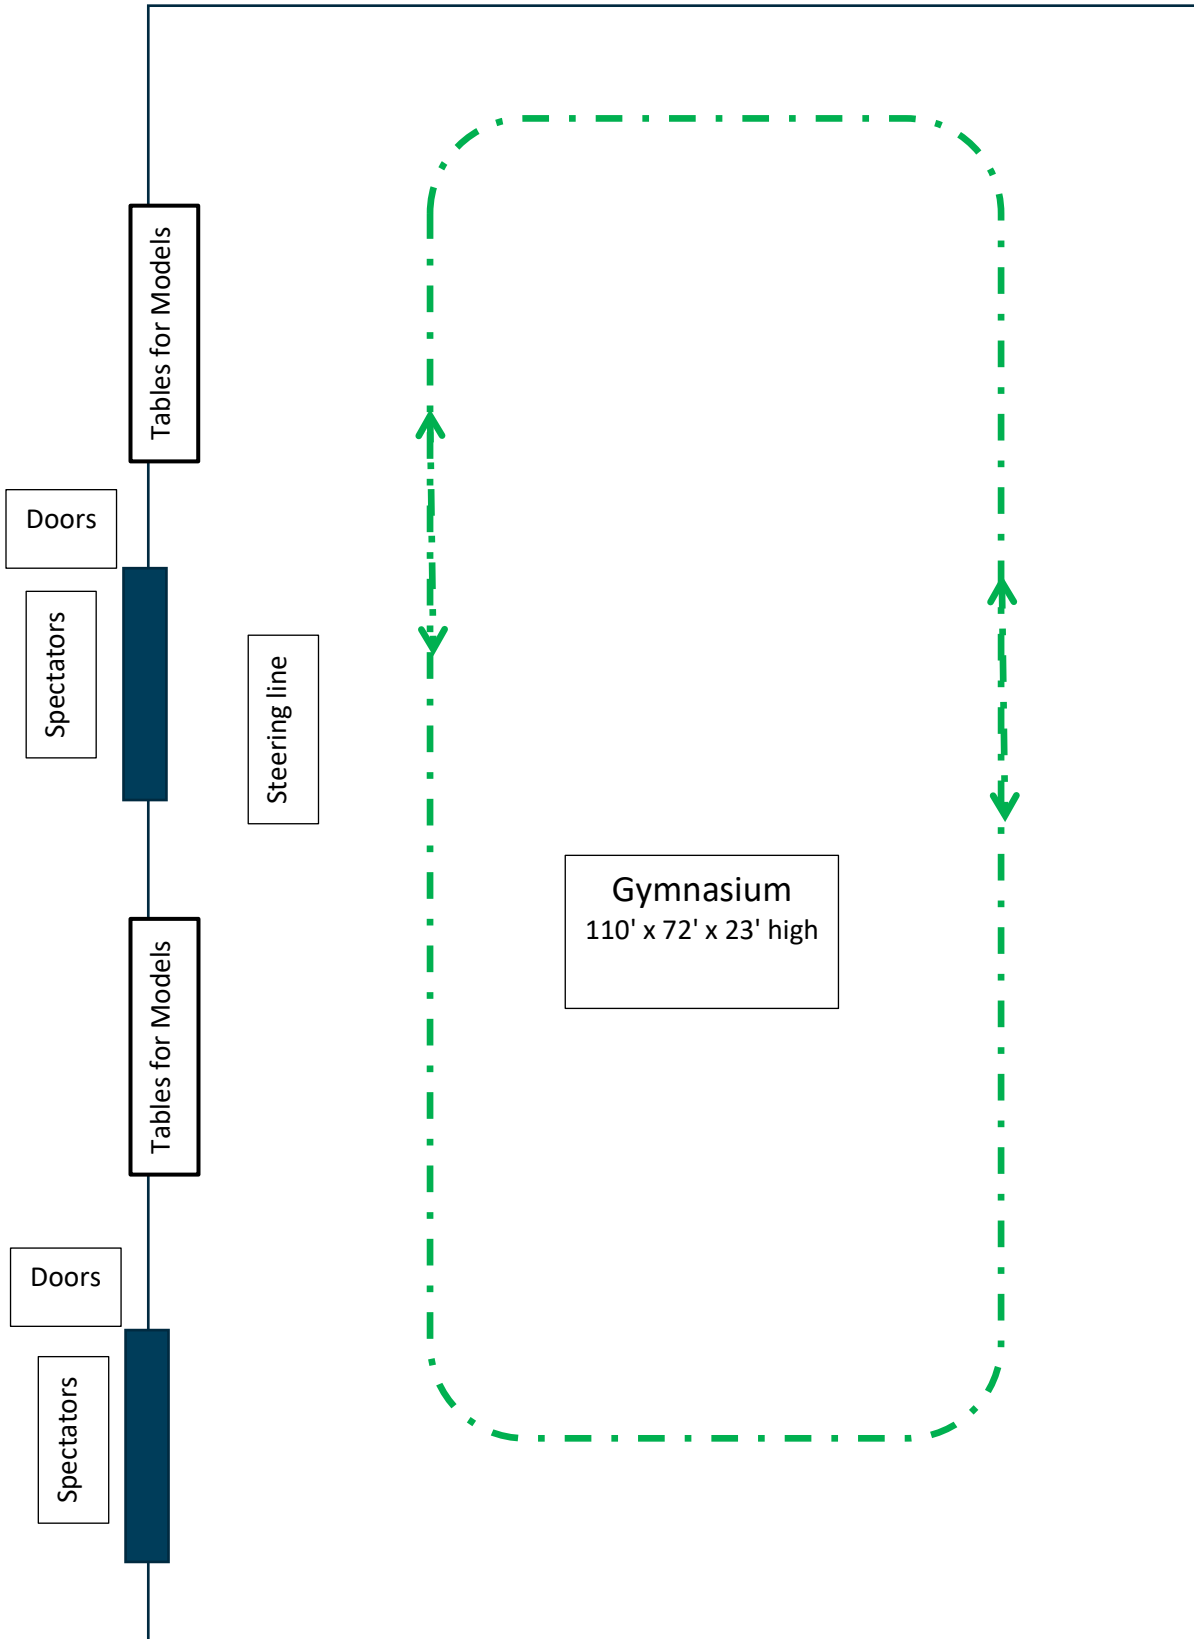 Tables for Models
Doors
Spectators
Steering line
Gymnasium
110' x 72' x 23' high
Tables for Models
Doors
Spectators